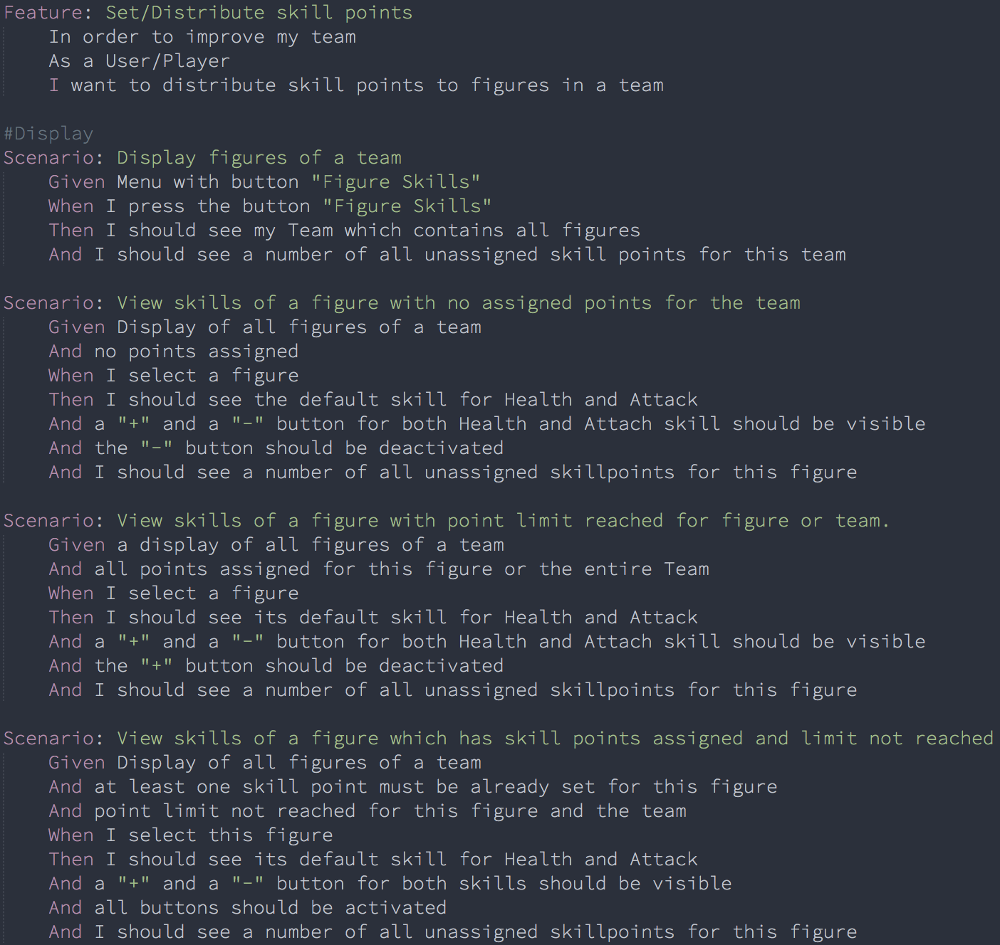 Feature: Set/Distribute skill points
In order to improve my team
As a User/Player
I want to distribute skill points to figures in a team
#Display
Scenario: Display figures of a team
Given Menu with button "Figure Skills"
When I press the button "Figure Skills"
Then I should see my Team which contains all figures
And I should see a number of all unassigned skill points for this team
Scenario: View skills of a figure with no assigned points for the team
Given Display of all figures of a team
And no points assigned
When I select a figure
Then I should see the default skill for Health and Attack
And a "+" and a "-" button for both Health and Attach skill should be visible
And the "-" button should be deactivated
And I should see a number of all unassigned skillpoints for this figure
Scenario: View skills of a figure with point limit reached for figure or team.
Given a display of all figures of a team
And all points assigned for this figure or the entire Team
When I select a figure
Then I should see its default skill for Health and Attack
And a "+" and a "-" button for both Health and Attach skill should be visible
And the "+" button should be deactivated
And I should see a number of all unassigned skillpoints for this figure
Scenario: View skills of a figure which has skill points assigned and limit not reached
Given Display of all figures of a team
And at least one skill point must be already set for this figure
And point limit not reached for this figure and the team
When I select this figure
Then I should see its default skill for Health and Attack
And a "+" and a "-" button for both skills should be visible
And all buttons should be activated
And I should see a number of all unassigned skillpoints for this figure